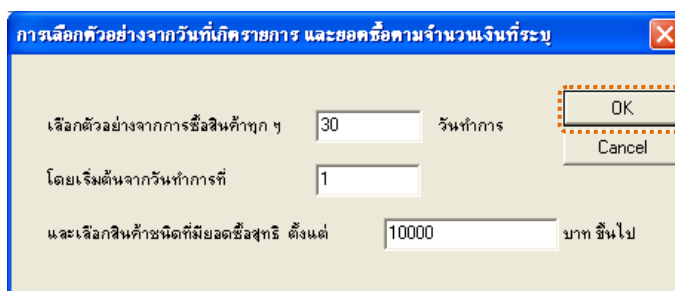 การเลือกตัวอย่างจากวันที่เกิดรายการ และยอดซื้อตามจำนวนเงินที่ระบุ
เลือกตัวอย่างจากการซื้อสินค้าทุก ๆ 30 วันทำการ OK
Cancel
โดยเริ่มต้นจากวันทำการที่ 1
และเลือกสินค้าชนิดที่มียอดซื้อสุทธิ ตั้งแต่ 10000 บาท ขึ้นไป